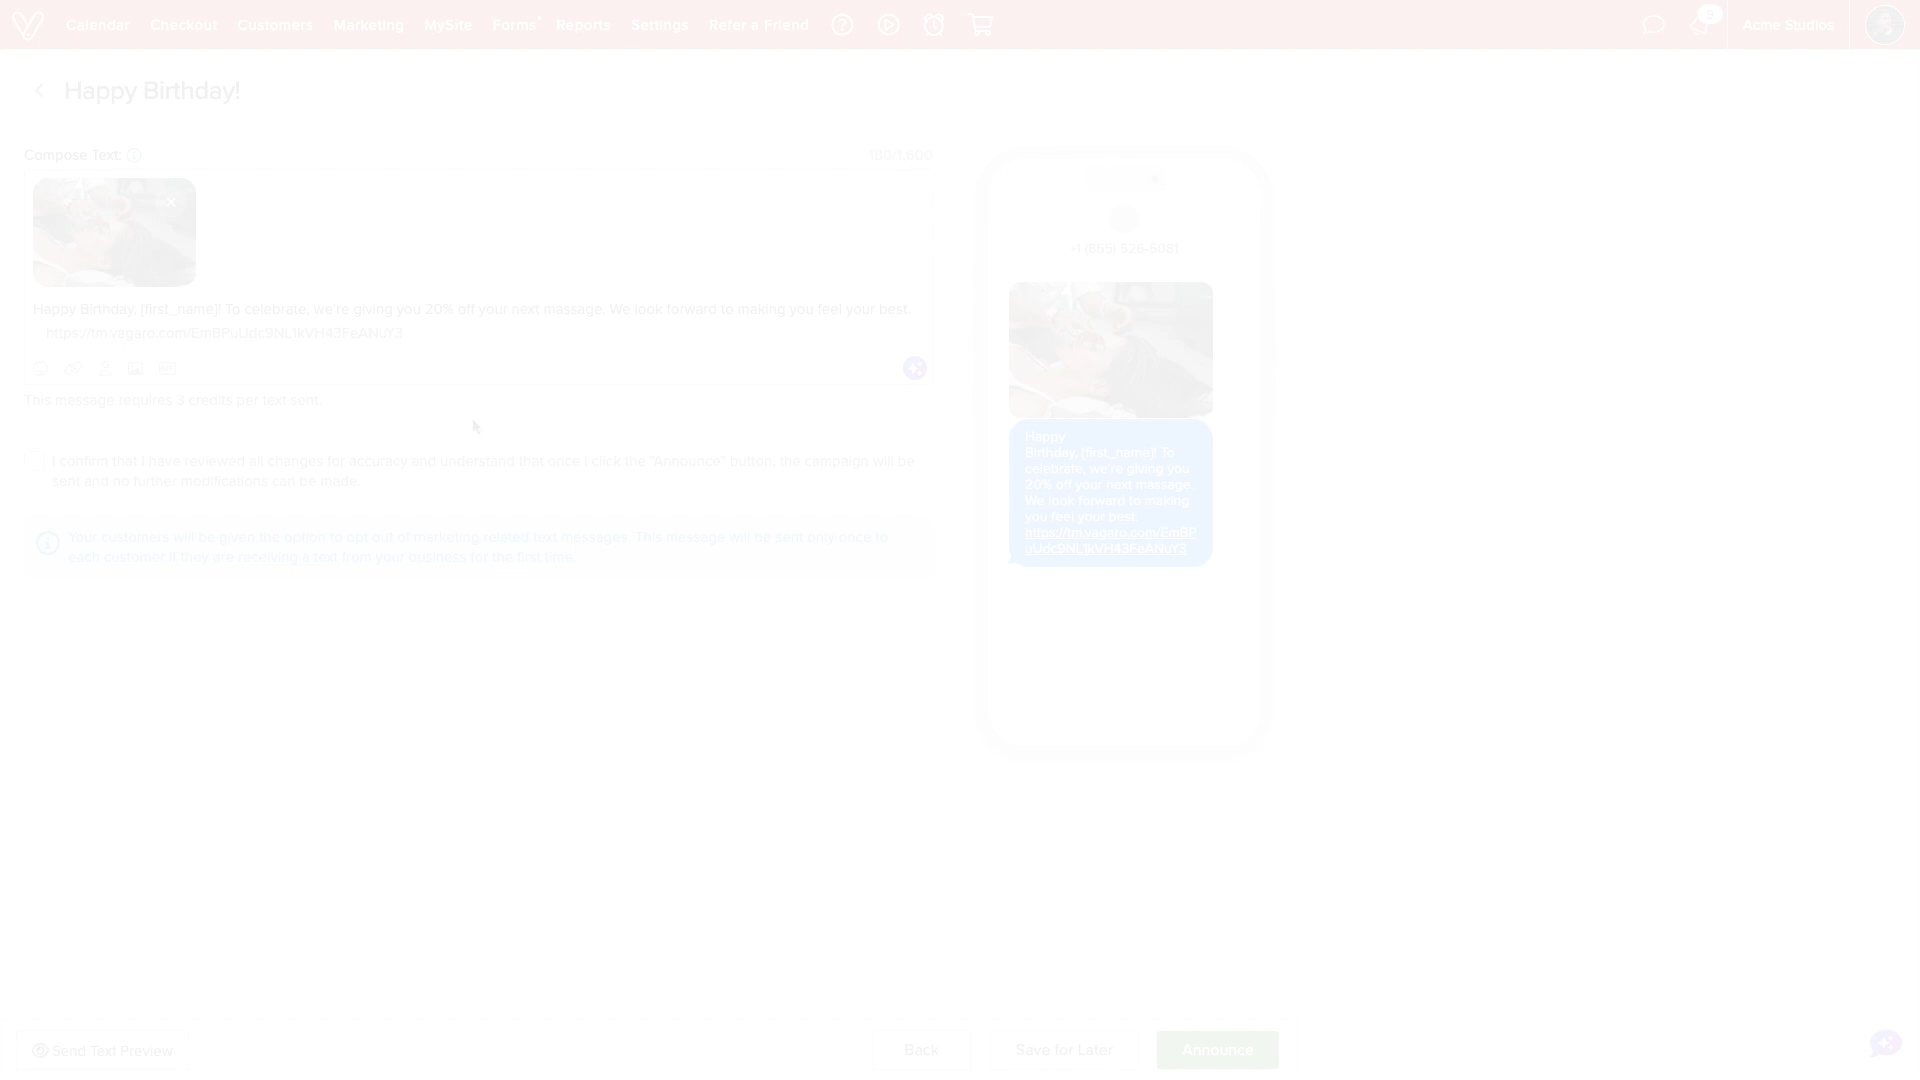 Calendar Checkout Customers Marketing MySite Forms Reports Settings Refer a Friend Acme Studios
Happy Birthday!
Compose Text: 180/1,600
Happy Birthday, {first_name}! To celebrate, we're giving you 20% off your next massage. We look forward to making you feel your best.
https://tm.vagaro.com/EmBPuUdc9NL1kVH43FeANuY3
This message requires 3 credits per text sent.
I confirm that I have reviewed all changes for accuracy and understand that once I click the "Announce" button, the campaign will be
sent and no further modifications can be made.
Your customers will be given the option to opt out of marketing related text messages. This message will be sent only once to
each customer if they are receiving a text from your business for the first time.
+1 (855) 526-5081
Happy
Birthday, {first_name}! To
celebrate, we're giving you
20% off your next massage.
We look forward to making
you feel your best.
https://tm.vagaro.com/EmBP
uUdc9NL1kVH43FeANuY3
Send Text Preview Back Save for Later Announce